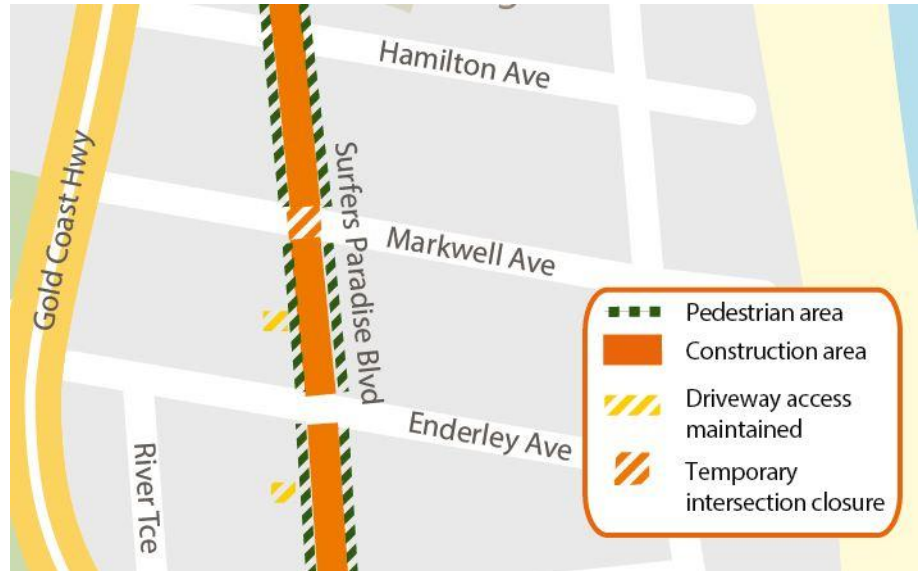 Hamilton Ave
Gold Coast Hwy
Surfers Paradise Blvd
Markwell Ave
Enderley Ave
River Tce
Pedestrian area
Construction area
Driveway access
maintained
Temporary
intersection closure